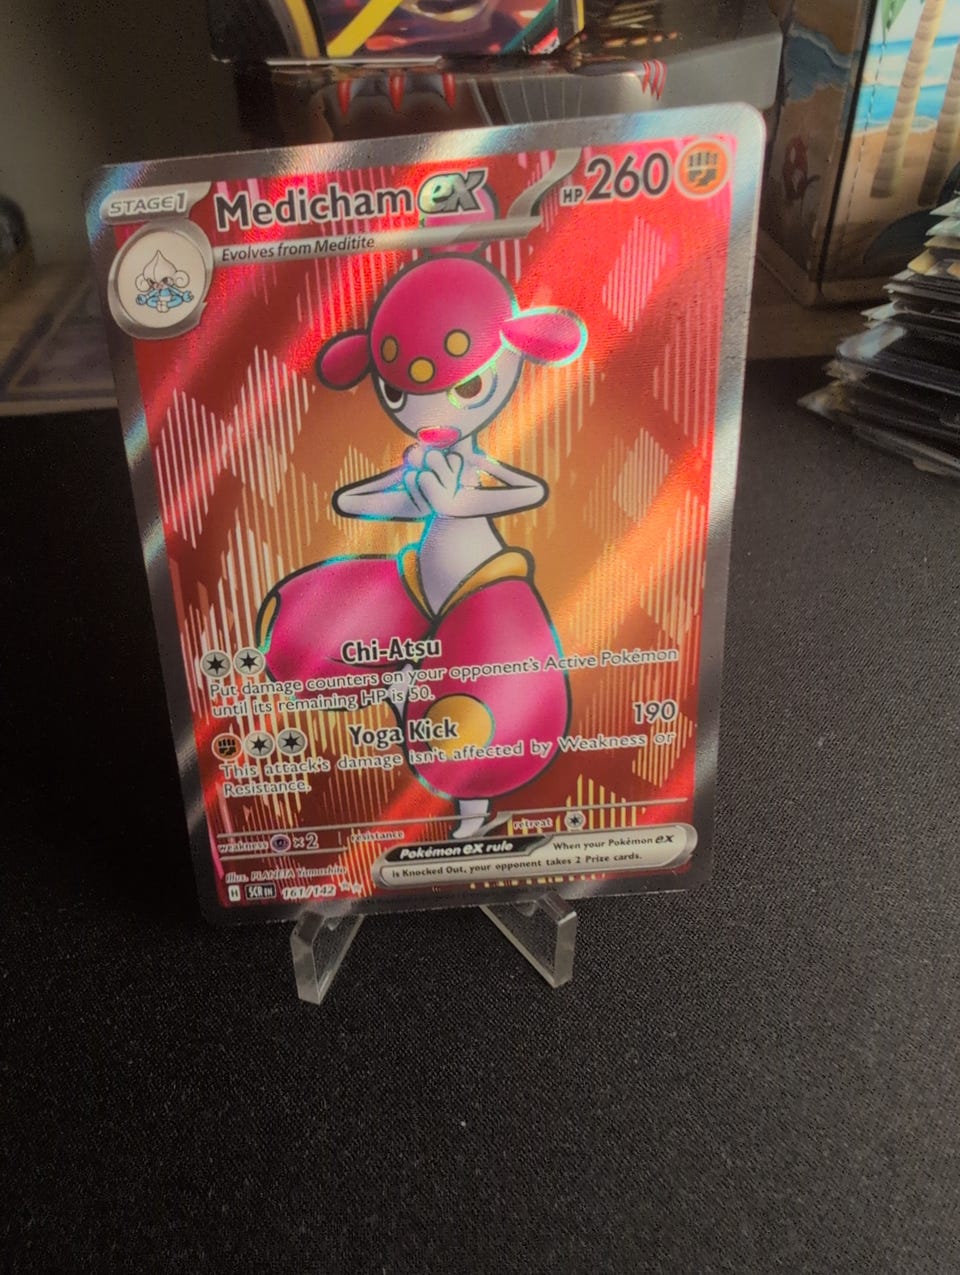 STAGE1
Medicham ex
HP 260
Evolves from Meditite
Chi-Atsu
Put damage counters on your opponent's Active Pokémon
until its remaining HP is 50.
Yoga Kick 190
This attack's damage isn't affected by Weakness or
Resistance.
weakness ×2 resistance retreat
Illus. PLANETA Yamashita
Pokémon ex rule When your Pokémon ex
is Knocked Out, your opponent takes 2 Prize cards.
H SCR EN 161/142